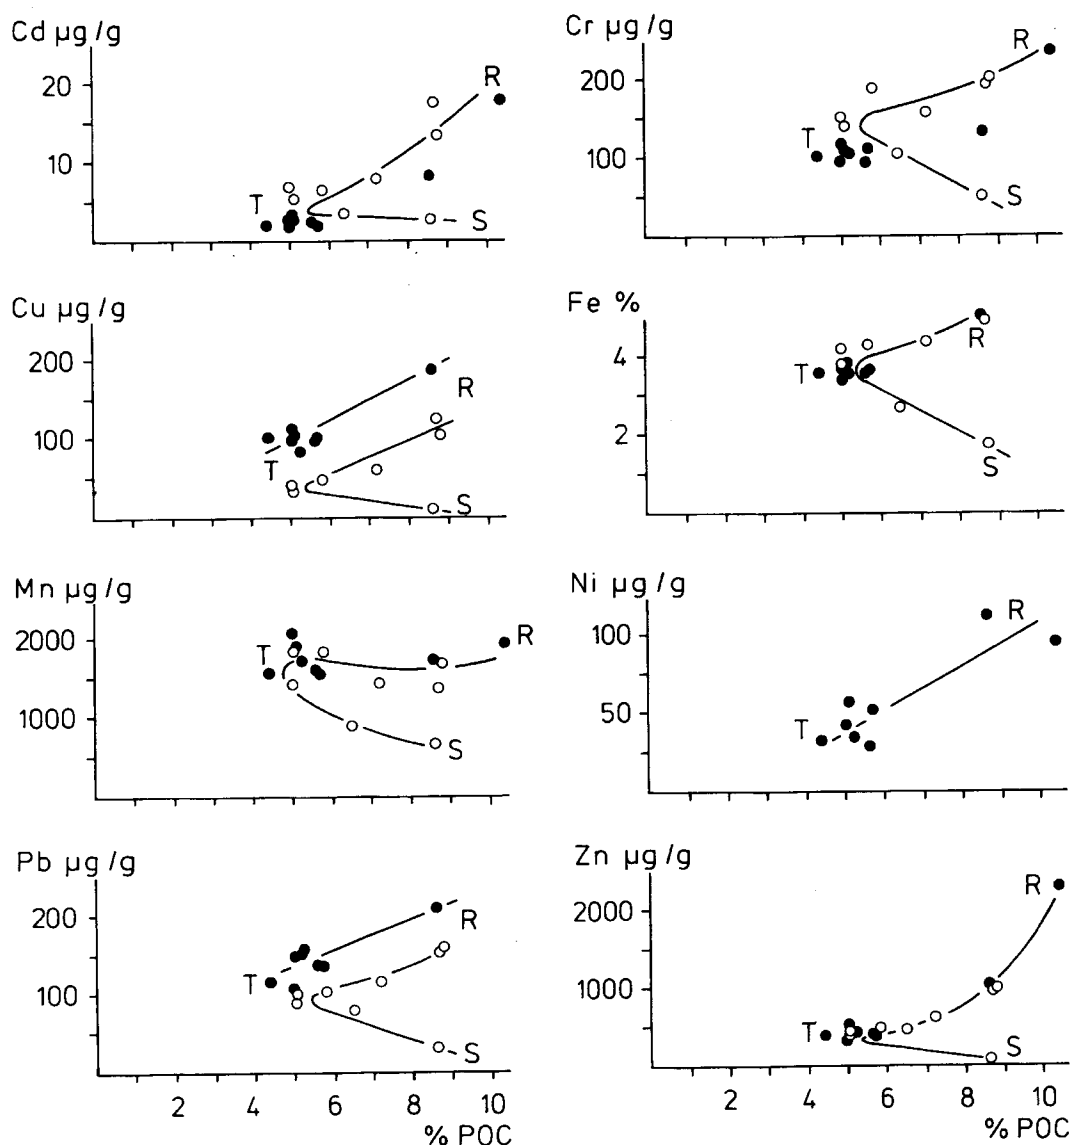 Cd µg/g
20
10
R
T
S
Cr µg/g
200
100
R
T
S
Cu µg/g
200
100
R
T
S
Fe %
4
2
R
T
S
Mn µg/g
2000
1000
R
T
S
Ni µg/g
100
50
R
T
Pb µg/g
200
100
R
T
S
2 4 6 8 10
% POC
Zn µg/g
2000
1000
R
T
S
2 4 6 8 10
% POC